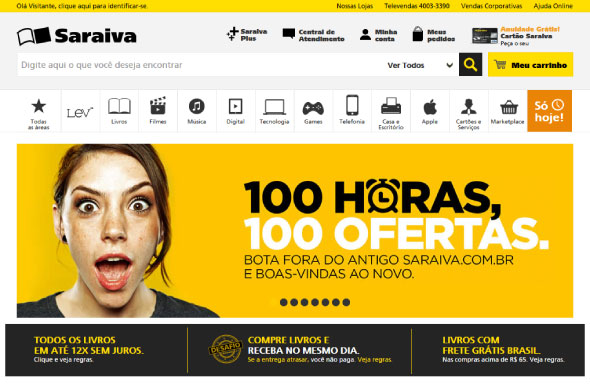 Olá Visitante, clique aqui para identificar-se.
Nossas Lojas
Televendas 4003-3390
Vendas Corporativas
Ajuda Online
Saraiva
Saraiva
Plus
Central de
Atendimento
Minha
conta
Meus
pedidos
Anuidade Grátis!
Cartão Saraiva
Peça o seu
Digite aqui o que você deseja encontrar
Ver Todos
Meu carrinho
Todas
as áreas
Lev
Livros
Filmes
Música
Digital
Tecnologia
Games
Telefonia
Casa e
Escritório
Apple
Cartões e
Serviços
Marketplace
Só
hoje!
100 HORAS,
100 OFERTAS.
BOTA FORA DO ANTIGO SARAIVA.COM.BR
E BOAS-VINDAS AO NOVO.
TODOS OS LIVROS
EM ATÉ 12X SEM JUROS.
Clique e veja regras.
DESAFIO
COMPRE LIVROS E
RECEBA NO MESMO DIA.
Se a entrega atrasar, você não paga. Veja regras.
LIVROS COM
FRETE GRÁTIS BRASIL.
Nas compras acima de R$ 65. Veja regras.